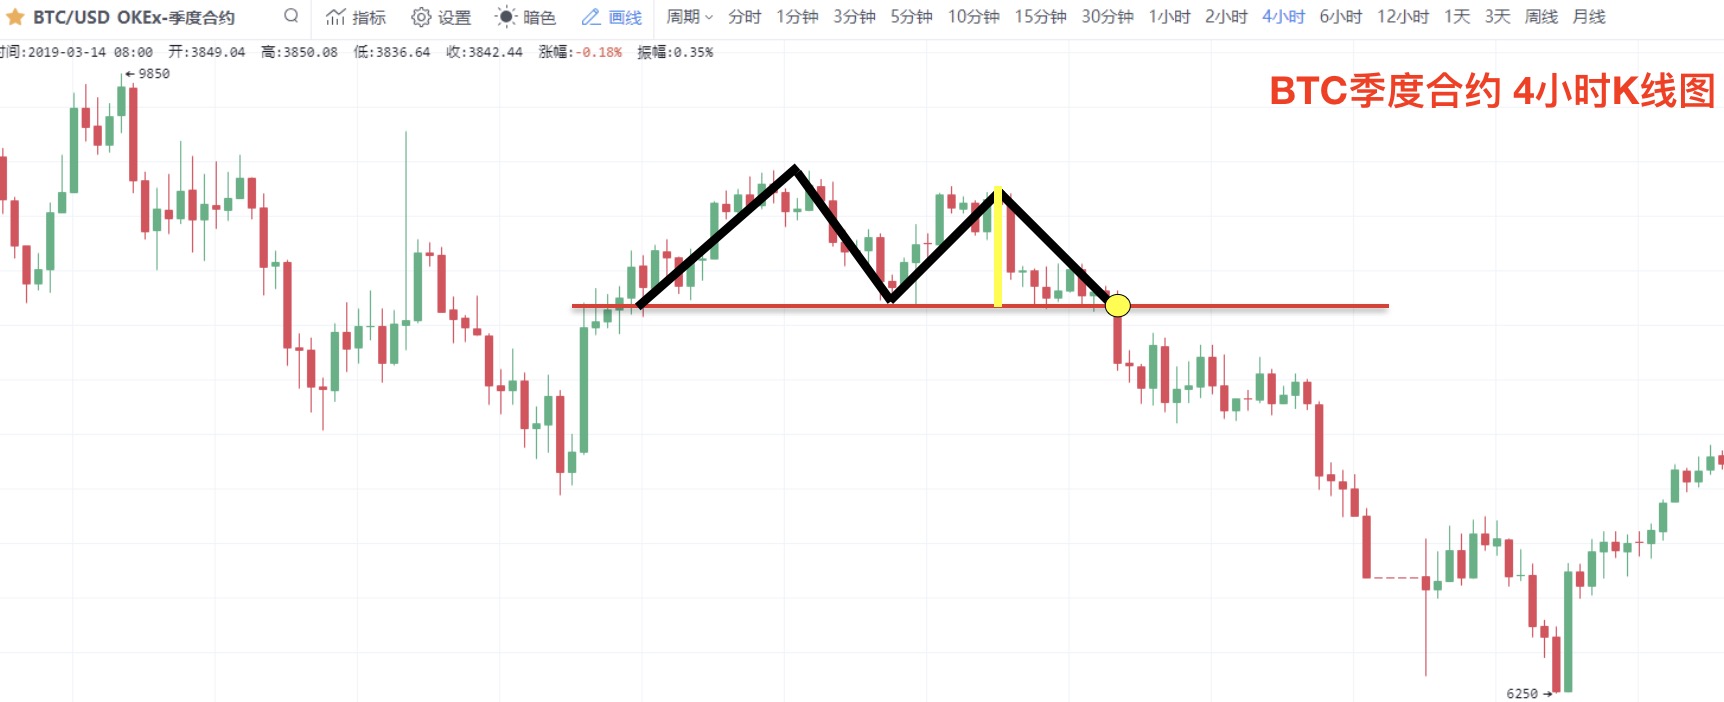 BTC/USD OKEx-季度合约 指标 设置 暗色 画线 周期 分时 1分钟 3分钟 5分钟 10分钟 15分钟 30分钟 1小时 2小时 4小时 6小时 12小时 1天 3天 周线 月线
时间:2019-03-14 08:00 开:3849.04 高:3850.08 低:3836.64 收:3842.44 涨幅:-0.18% 振幅:0.35%
9850
BTC季度合约 4小时K线图
6250